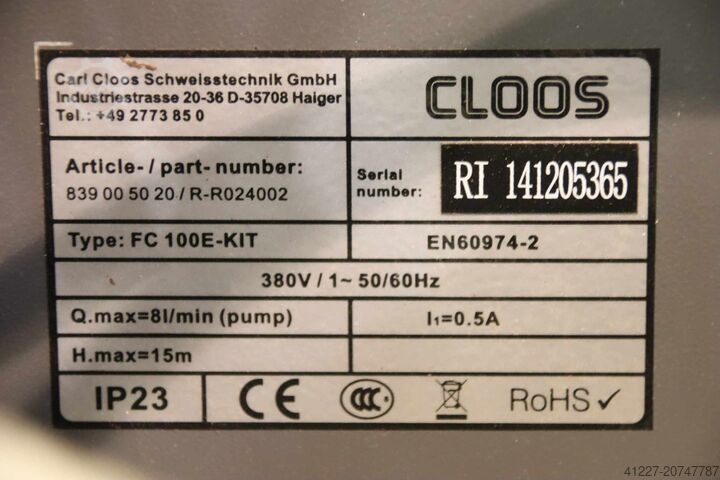 Carl Cloos Schweisstechnik GmbH
Industriestrasse 20-36 D-35708 Haiger
Tel.: +49 2773 85 0
CLOOS
Article- / part- number:
839 00 50 20 / R-R024002
Serial
number:
RI 141205365
Type: FC 100E-KIT
EN60974-2
380V / 1~ 50/60Hz
Q.max=8l/min (pump)
I₁=0.5A
H.max=15m
IP23
CE
CCC
RoHS ✓
41227-20747787